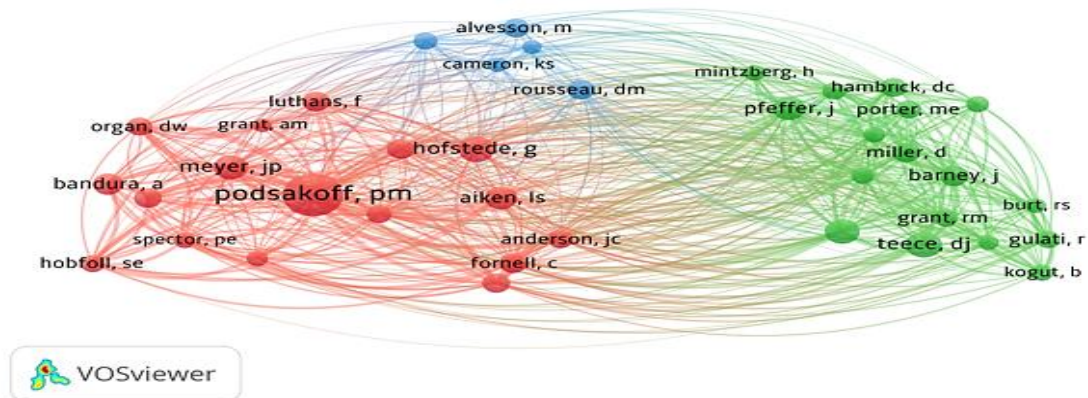 alvesson, m
cameron, ks
rousseau, dm
mintzberg, h
hambrick, dc
pfeffer, j
porter, me
luthans, f
organ, dw
grant, am
hofstede, g
miller, d
meyer, jp
barney, j
bandura, a
podsakoff, pm
aiken, ls
burt, rs
grant, rm
spector, pe
anderson, jc
teece, dj
gulati, r
hobfoll, se
fornell, c
kogut, b
VOSviewer